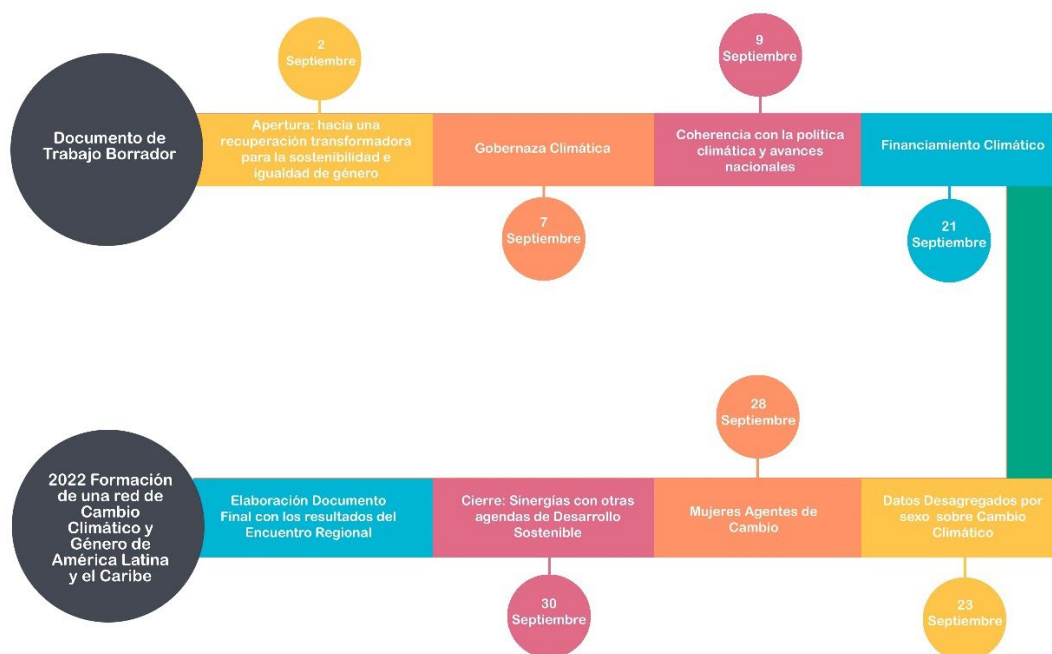 Documento de
Trabajo Borrador
2
Septiembre
Apertura: hacia una
recuperación transformadora
para la sostenibilidad e
igualdad de género
Gobernaza Climática
7
Septiembre
9
Septiembre
Coherencia con la política
climática y avances
nacionales
Financiamiento Climático
21
Septiembre
Datos Desagregados por
sexo sobre Cambio
Climático
23
Septiembre
28
Septiembre
Mujeres Agentes de
Cambio
Cierre: Sinergías con otras
agendas de Desarrollo
Sostenible
30
Septiembre
Elaboración Documento
Final con los resultados del
Encuentro Regional
2022 Formación
de una red de
Cambio
Climático y
Género de
América Latina
y el Caribe